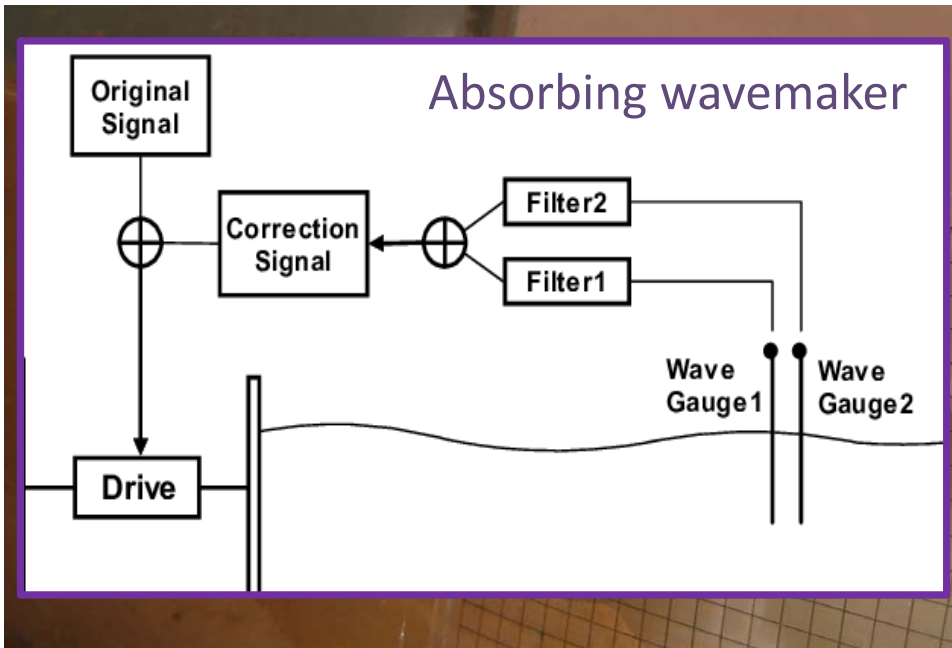 Absorbing wavemaker
Original
Signal
Correction
Signal
Filter2
Filter1
Wave
Gauge1
Wave
Gauge2
Drive